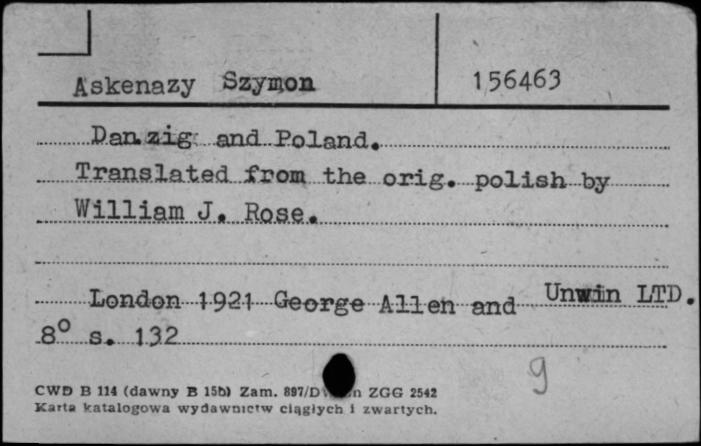 Askenazy Szymon 156463
Danzig and Poland.
Translated from the orig. polish by
William J. Rose.
London 1921 George Allen and Unwin LTD.
8° s. 132
9
CWD B 114 (dawny B 15b) Zam. 897/D ZGG 2542
Karta katalogowa wydawnictw ciągłych i zwartych.